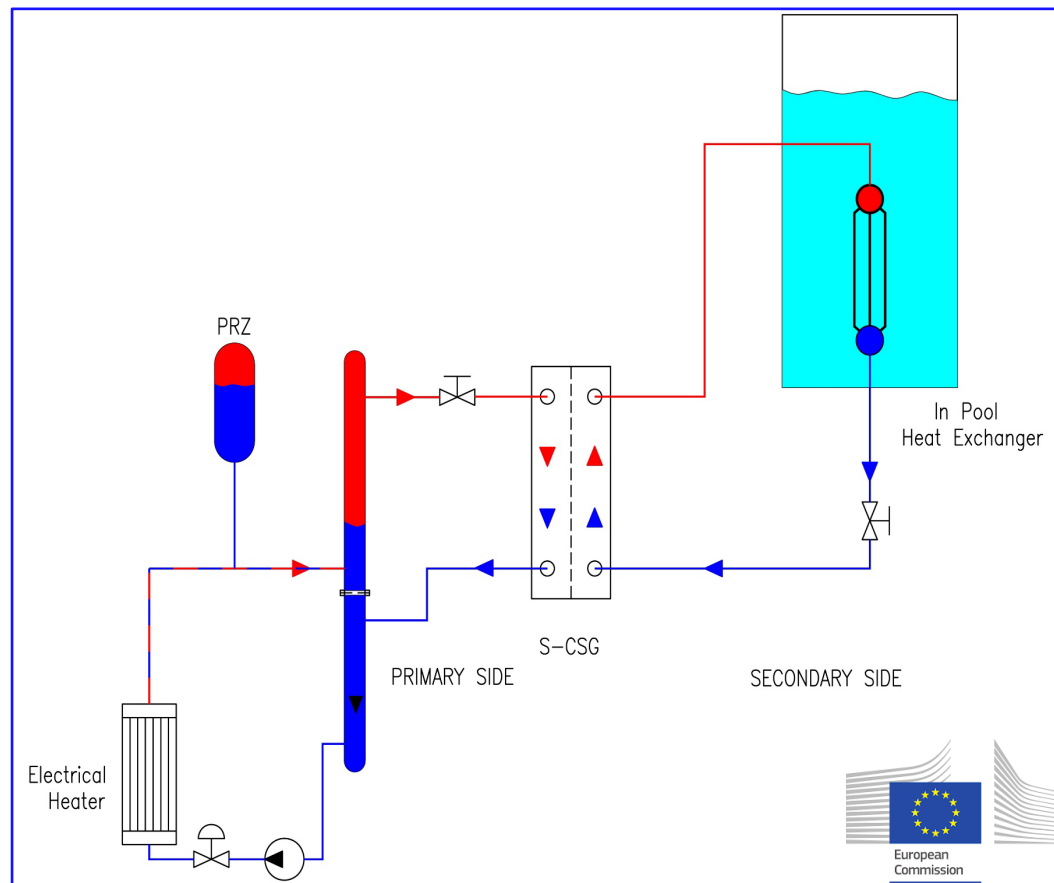 PRZ
In Pool
Heat Exchanger
S-CSG
PRIMARY SIDE
SECONDARY SIDE
Electrical
Heater
European
Commission